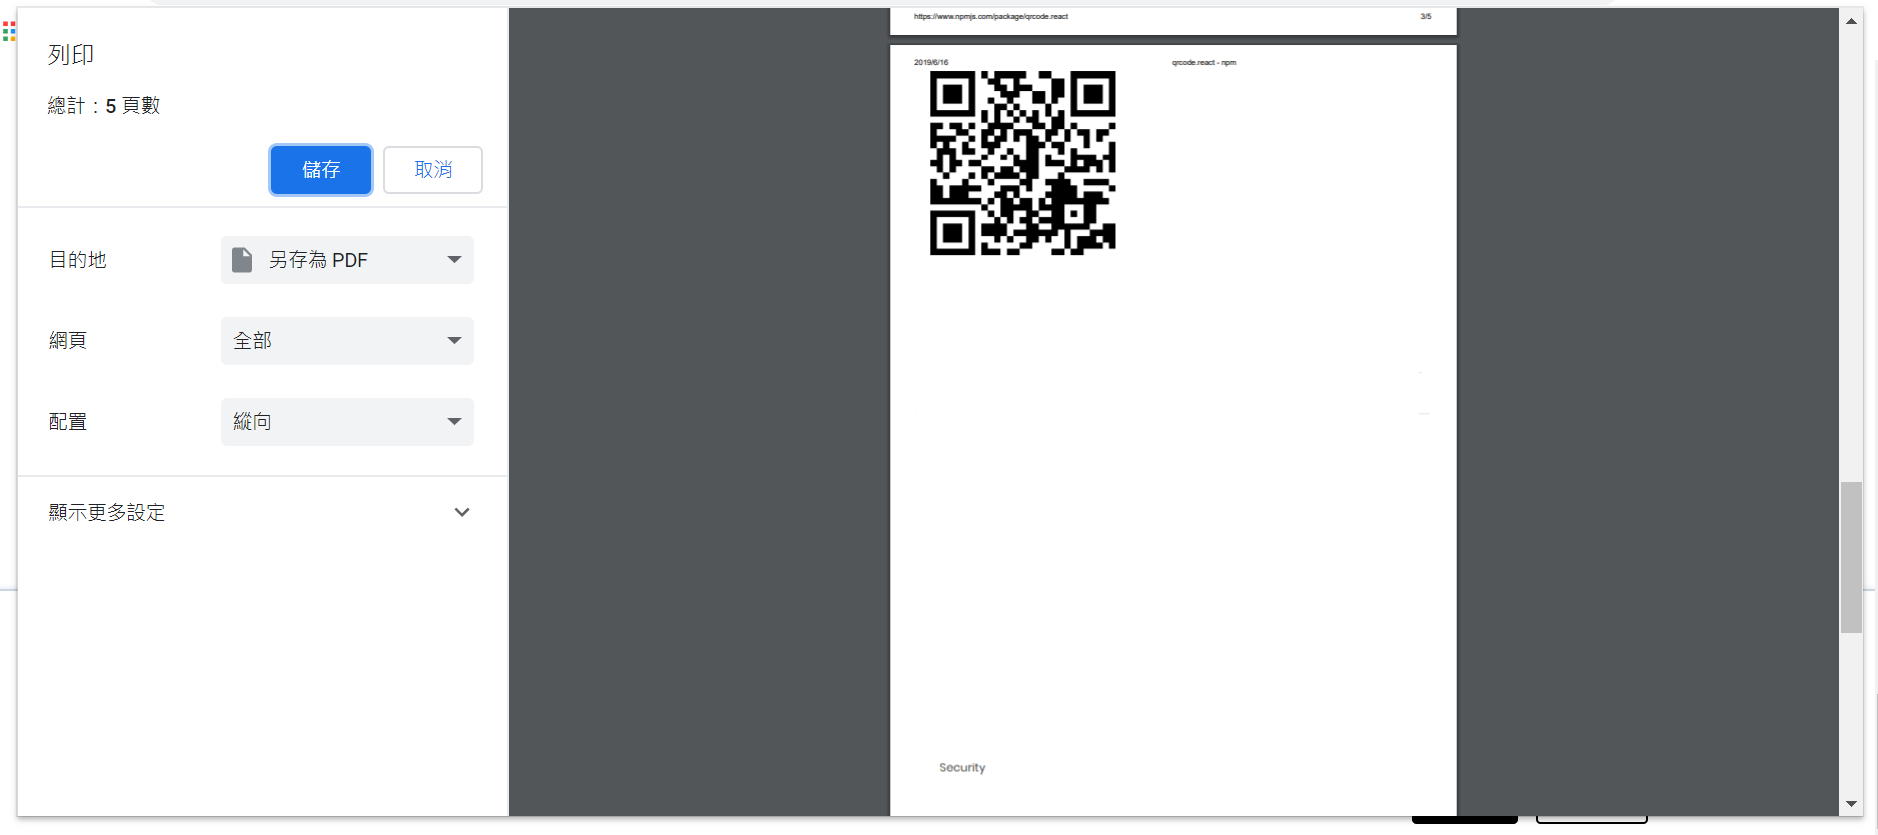 列印
總計：5 頁數
儲存
取消
目的地
另存為 PDF
網頁
全部
配置
縱向
顯示更多設定
https://www.npmjs.com/package/qrcode.react
3/5
2019/6/16
qrcode.react - npm
Security